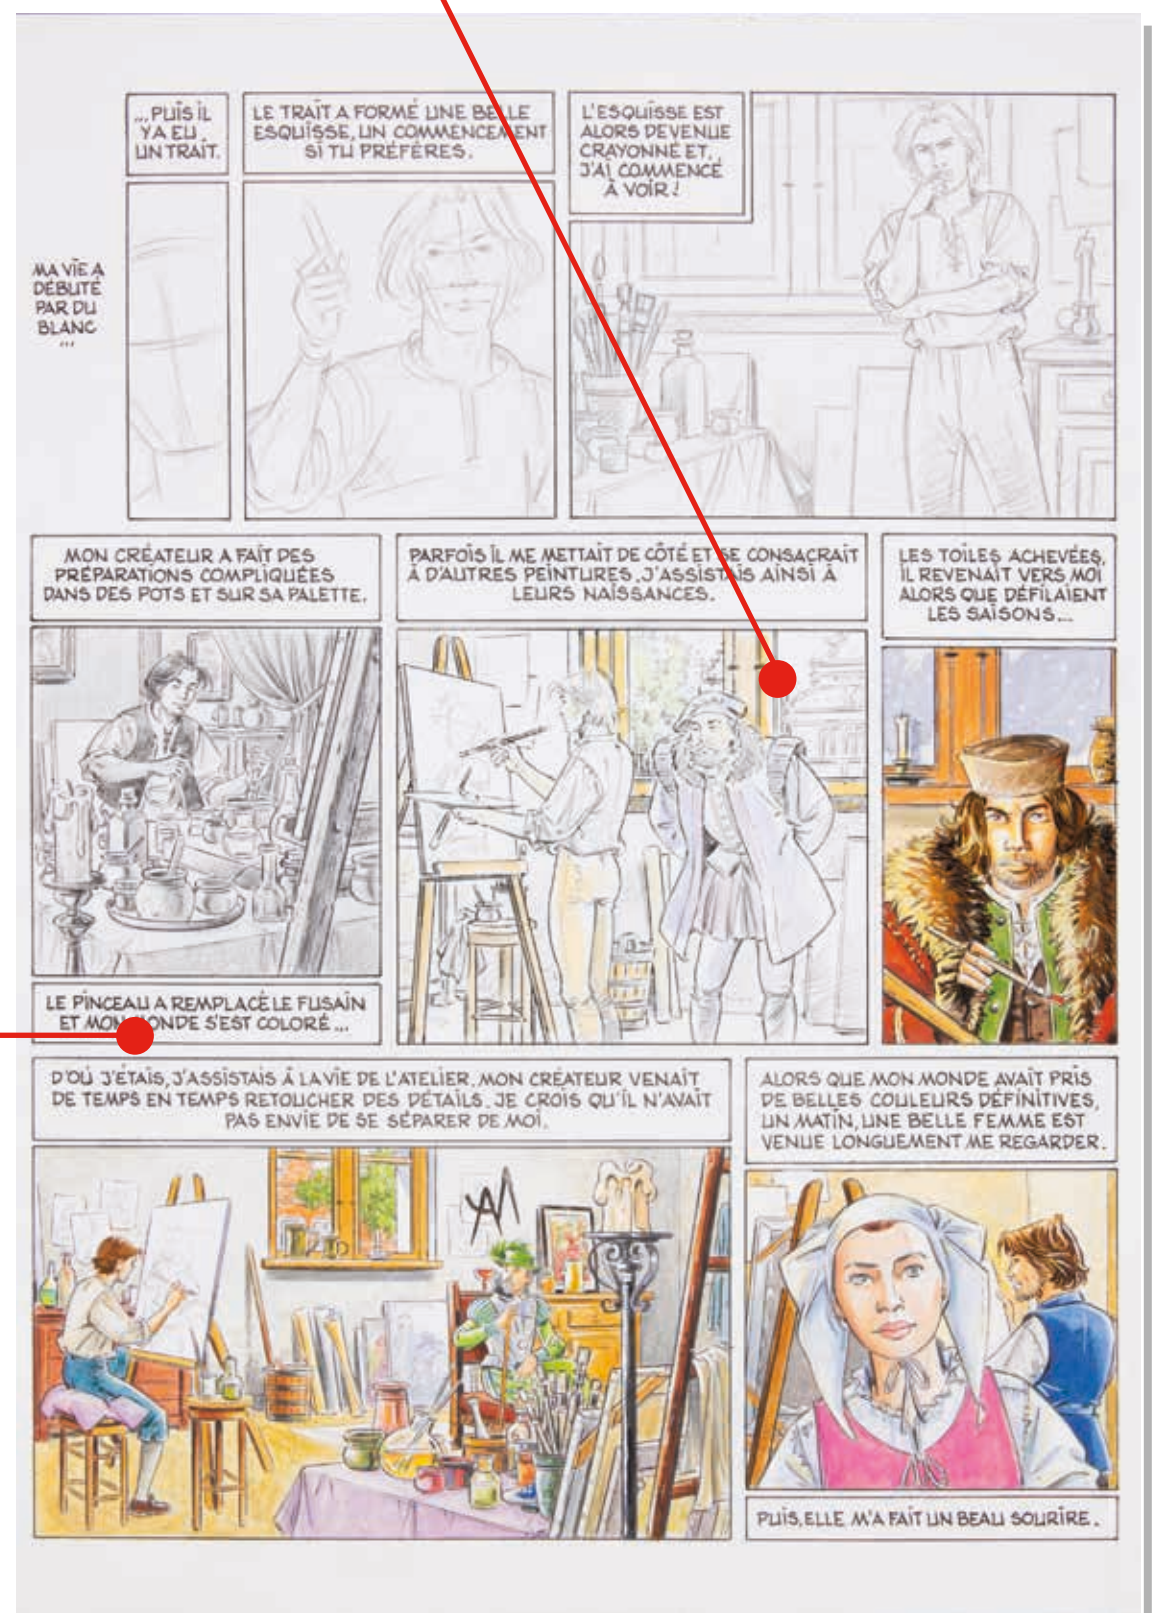 MA VIE A
DÉBUTÉ
PAR DU
BLANC
...
...PUIS IL
Y A EU
UN TRAIT.
LE TRAIT A FORMÉ UNE BELLE
ESQUISSE, UN COMMENCEMENT
SI TU PRÉFÈRES.
L'ESQUISSE EST
ALORS DEVENUE
CRAYONNÉ ET,
J'AI COMMENCÉ
À VOIR !
MON CRÉATEUR A FAIT DES
PRÉPARATIONS COMPLIQUÉES
DANS DES POTS ET SUR SA PALETTE.
LE PINCEAU A REMPLACÉ LE FUSAIN
ET MON MONDE S'EST COLORÉ...
PARFOIS IL ME METTAIT DE CÔTÉ ET SE CONSACRAIT
À D'AUTRES PEINTURES. J'ASSISTAIS AINSI À
LEURS NAISSANCES.
LES TOILES ACHEVÉES,
IL REVENAIT VERS MOI
ALORS QUE DÉFILAIENT
LES SAISONS...
D'OÙ J'ÉTAIS, J'ASSISTAIS À LA VIE DE L'ATELIER. MON CRÉATEUR VENAIT
DE TEMPS EN TEMPS RETOUCHER DES DÉTAILS. JE CROIS QU'IL N'AVAIT
PAS ENVIE DE SE SÉPARER DE MOI.
ALORS QUE MON MONDE AVAIT PRIS
DE BELLES COULEURS DÉFINITIVES,
UN MATIN, UNE BELLE FEMME EST
VENUE LONGUEMENT ME REGARDER.
PUIS, ELLE M'A FAIT UN BEAU SOURIRE.